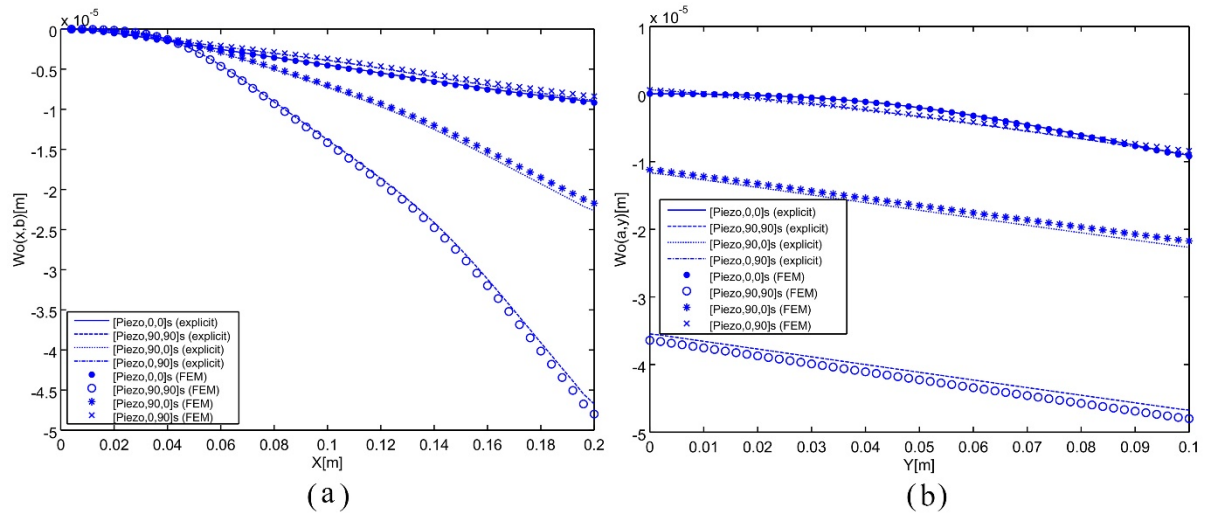 x 10^-5
0
-0.5
-1
-1.5
-2
-2.5
-3
-3.5
-4
-4.5
-5
Wo(x,b)[m]
[Piezo,0,0]s (explicit)
[Piezo,90,90]s (explicit)
[Piezo,90,0]s (explicit)
[Piezo,0,90]s (explicit)
[Piezo,0,0]s (FEM)
[Piezo,90,90]s (FEM)
[Piezo,90,0]s (FEM)
[Piezo,0,90]s (FEM)
0 0.02 0.04 0.06 0.08 0.1 0.12 0.14 0.16 0.18 0.2
X[m]
(a)
x 10^-5
1
0
-1
-2
-3
-4
-5
Wo(a,y)[m]
[Piezo,0,0]s (explicit)
[Piezo,90,90]s (explicit)
[Piezo,90,0]s (explicit)
[Piezo,0,90]s (explicit)
[Piezo,0,0]s (FEM)
[Piezo,90,90]s (FEM)
[Piezo,90,0]s (FEM)
[Piezo,0,90]s (FEM)
0 0.01 0.02 0.03 0.04 0.05 0.06 0.07 0.08 0.09 0.1
Y[m]
(b)